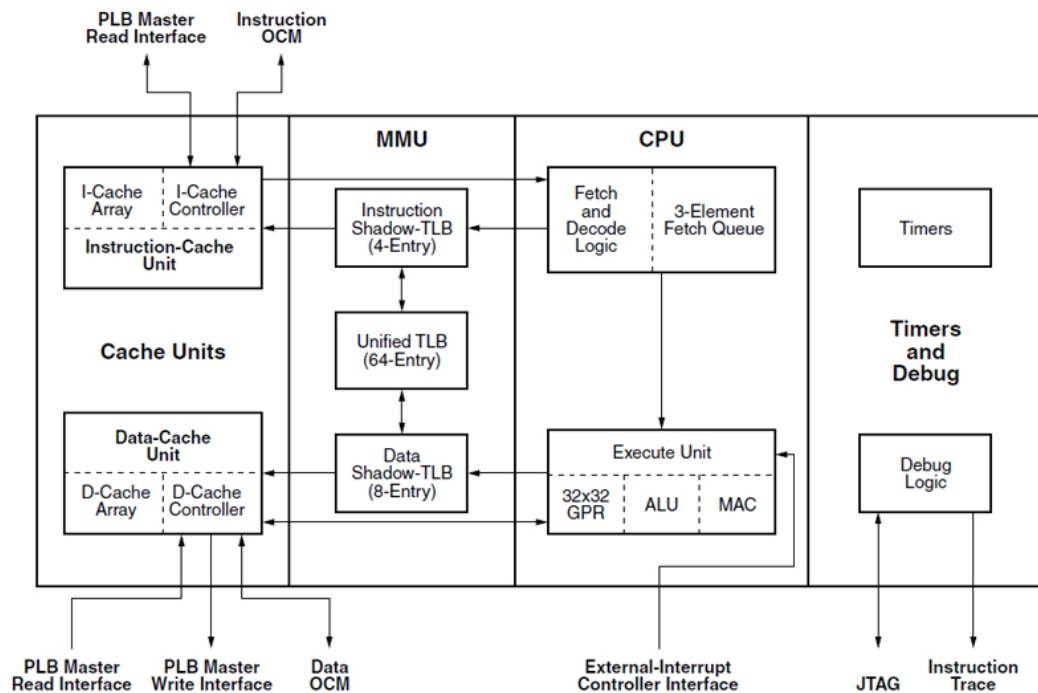 PLB Master
Read Interface
Instruction
OCM
MMU
CPU
I-Cache
Array
I-Cache
Controller
Instruction-Cache
Unit
Instruction
Shadow-TLB
(4-Entry)
Fetch
and
Decode
Logic
3-Element
Fetch Queue
Timers
Cache Units
Unified TLB
(64-Entry)
Timers
and
Debug
Data-Cache
Unit
D-Cache
Array
D-Cache
Controller
Data
Shadow-TLB
(8-Entry)
Execute Unit
32x32
GPR
ALU
MAC
Debug
Logic
PLB Master
Read Interface
PLB Master
Write Interface
Data
OCM
External-Interrupt
Controller Interface
JTAG
Instruction
Trace